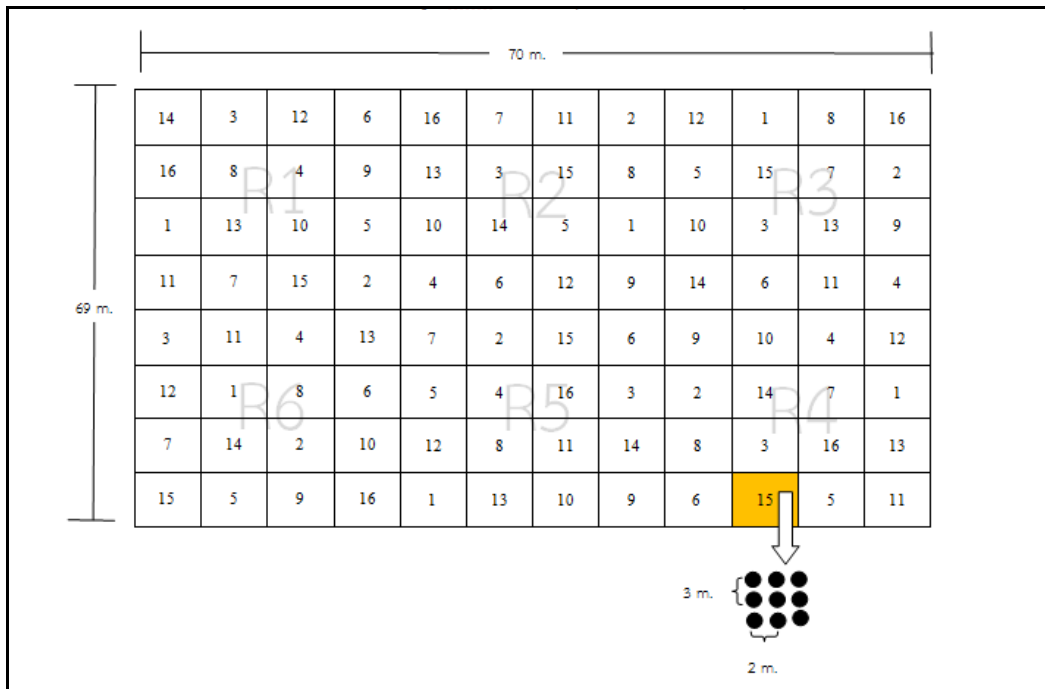 70 m.
14 3 12 6 16 7 11 2 12 1 8 16
16 8 4 9 13 3 15 8 5 15 7 2
R1 R2 R3
1 13 10 5 10 14 5 1 10 3 13 9
11 7 15 2 4 6 12 9 14 6 11 4
69 m.
3 11 4 13 7 2 15 6 9 10 4 12
12 1 8 6 5 4 16 3 2 14 7 1
R6 R5 R4
7 14 2 10 12 8 11 14 8 3 16 13
15 5 9 16 1 13 10 9 6 15 5 11
3 m.
2 m.